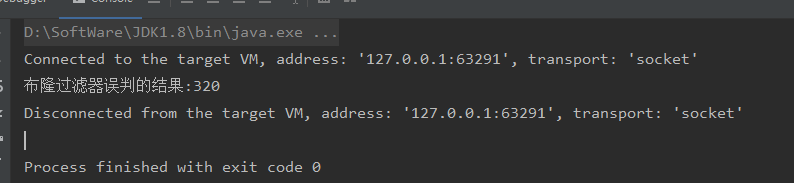 Console
D:\SoftWare\JDK1.8\bin\java.exe ...
Connected to the target VM, address: '127.0.0.1:63291', transport: 'socket'
布隆过滤器误判的结果:320
Disconnected from the target VM, address: '127.0.0.1:63291', transport: 'socket'
Process finished with exit code 0